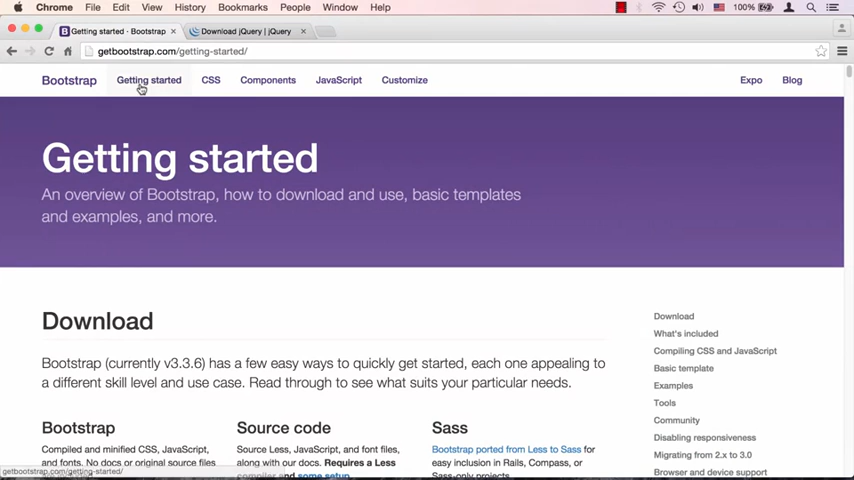 Chrome File Edit View History Bookmarks People Window Help 100%
Getting started · Bootstrap Download jQuery | jQuery
getbootstrap.com/getting-started/
Bootstrap Getting started CSS Components JavaScript Customize Expo Blog
Getting started
An overview of Bootstrap, how to download and use, basic templates
and examples, and more.
Download
Bootstrap (currently v3.3.6) has a few easy ways to quickly get started, each one appealing to
a different skill level and use case. Read through to see what suits your particular needs.
Bootstrap
Compiled and minified CSS, JavaScript,
and fonts. No docs or original source files
Source code
Source Less, JavaScript, and font files,
along with our docs. Requires a Less
compiler and some setup.
Sass
Bootstrap ported from Less to Sass for
easy inclusion in Rails, Compass, or
Sass-only projects.
Download
What's included
Compiling CSS and JavaScript
Basic template
Examples
Tools
Community
Disabling responsiveness
Migrating from 2.x to 3.0
Browser and device support
getbootstrap.com/getting-started/